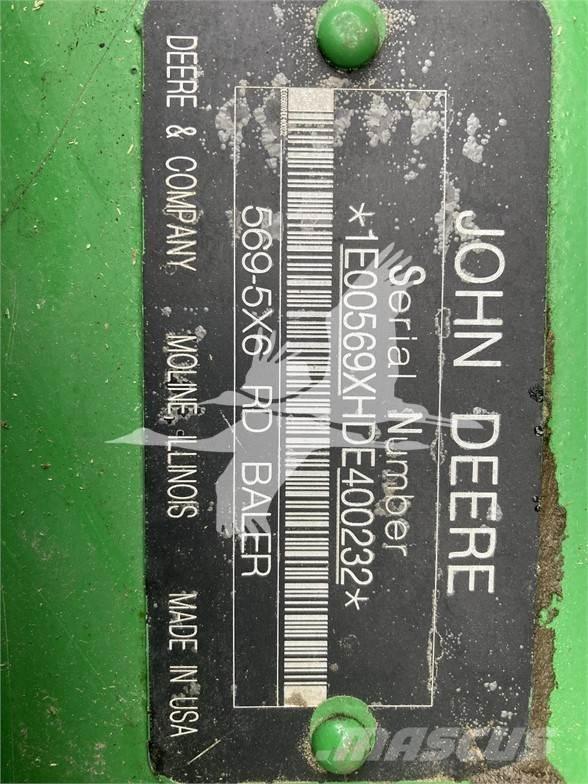 JOHN DEERE
Serial Number
*1E00569XHDE400232*
569-5X6 RD BALER
DEERE & COMPANY MOLINE, ILLINOIS MADE IN USA
MASCUS